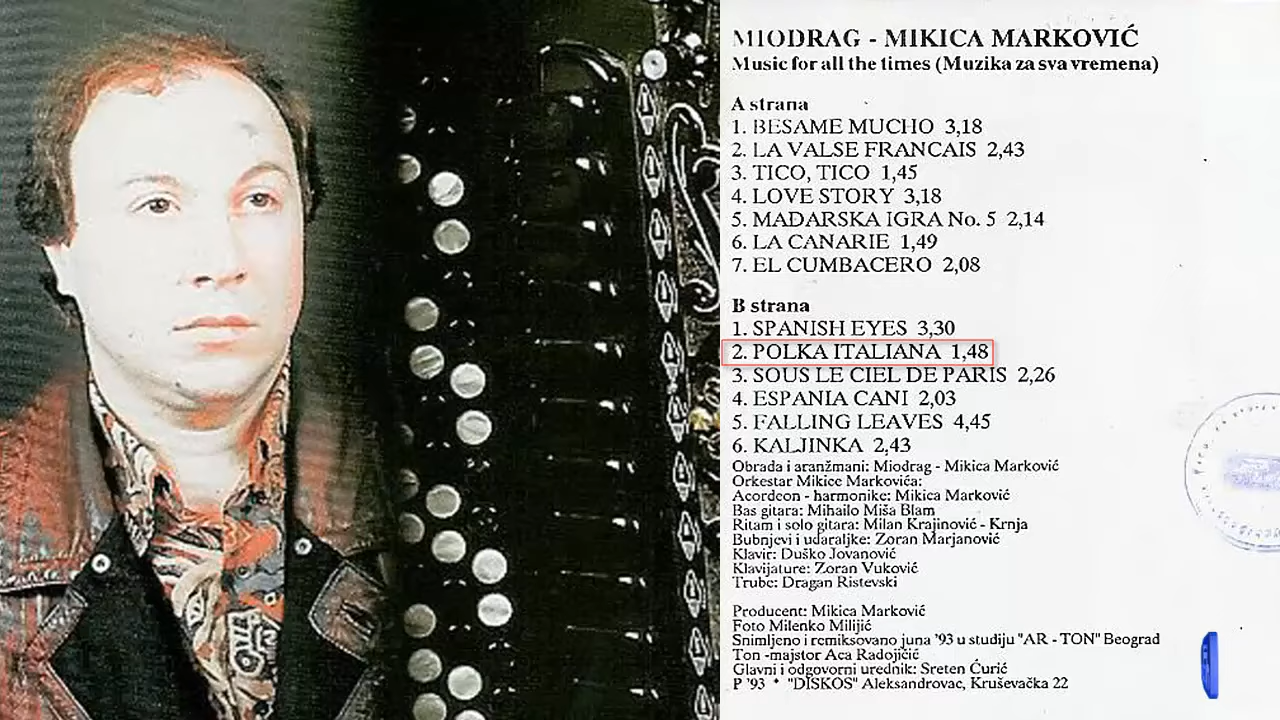 MIODRAG - MIKICA MARKOVIĆ
Music for all the times (Muzika za sva vremena)
A strana
1. BESAME MUCHO 3,18
2. LA VALSE FRANCAIS 2,43
3. TICO, TICO 1,45
4. LOVE STORY 3,18
5. MAĐARSKA IGRA No. 5 2,14
6. LA CANARIE 1,49
7. EL CUMBACERO 2,08
B strana
1. SPANISH EYES 3,30
2. POLKA ITALIANA 1,48
3. SOUS LE CIEL DE PARIS 2,26
4. ESPANIA CANI 2,03
5. FALLING LEAVES 4,45
6. KALJINKA 2,43
Obrada i aranžmani: Miodrag - Mikica Marković
Orkestar Mikice Markovića:
Acordeon - harmonike: Mikica Marković
Bas gitara: Mihailo Miša Blam
Ritam i solo gitara: Milan Krajinović - Krnja
Bubnjevi i udaraljke: Zoran Marjanović
Klavir: Duško Jovanović
Klavijature: Zoran Vuković
Trube: Dragan Ristevski
Producent: Mikica Marković
Foto Milenko Milijić
Snimljeno i remiksovano juna '93 u studiju "AR - TON" Beograd
Ton -majstor Aca Radojičić
Glavni i odgovorni urednik: Sreten Ćurić
P '93 * "DISKOS" Aleksandrovac, Kruševačka 22